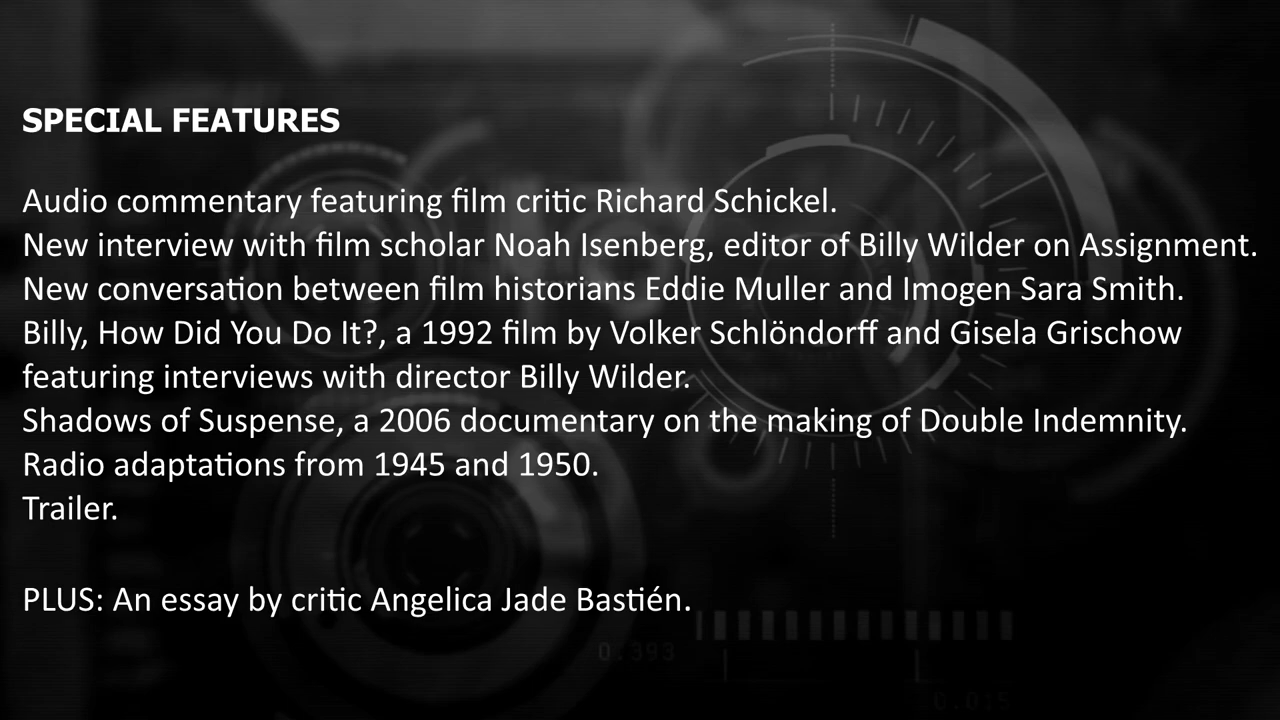 SPECIAL FEATURES
Audio commentary featuring film critic Richard Schickel.
New interview with film scholar Noah Isenberg, editor of Billy Wilder on Assignment.
New conversation between film historians Eddie Muller and Imogen Sara Smith.
Billy, How Did You Do It?, a 1992 film by Volker Schlöndorff and Gisela Grischow
featuring interviews with director Billy Wilder.
Shadows of Suspense, a 2006 documentary on the making of Double Indemnity.
Radio adaptations from 1945 and 1950.
Trailer.
PLUS: An essay by critic Angelica Jade Bastién.
0.393